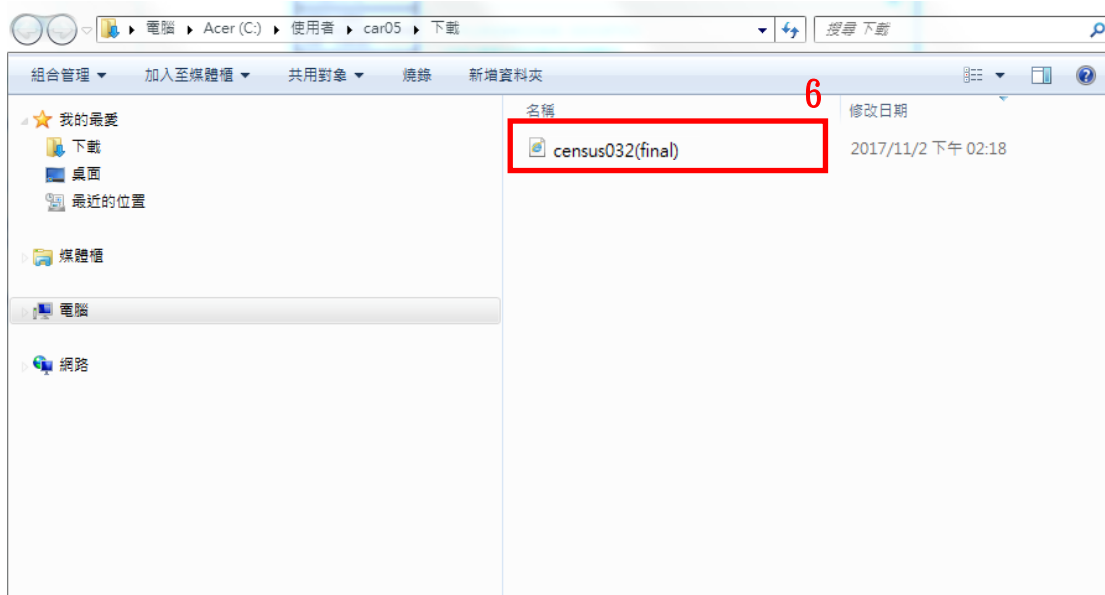 電腦 ▸ Acer (C:) ▸ 使用者 ▸ car05 ▸ 下載
搜尋 下載
組合管理 加入至媒體櫃 共用對象 燒錄 新增資料夾
6
名稱 修改日期
我的最愛
census032(final) 2017/11/2 下午 02:18
下載
桌面
最近的位置
媒體櫃
電腦
網路